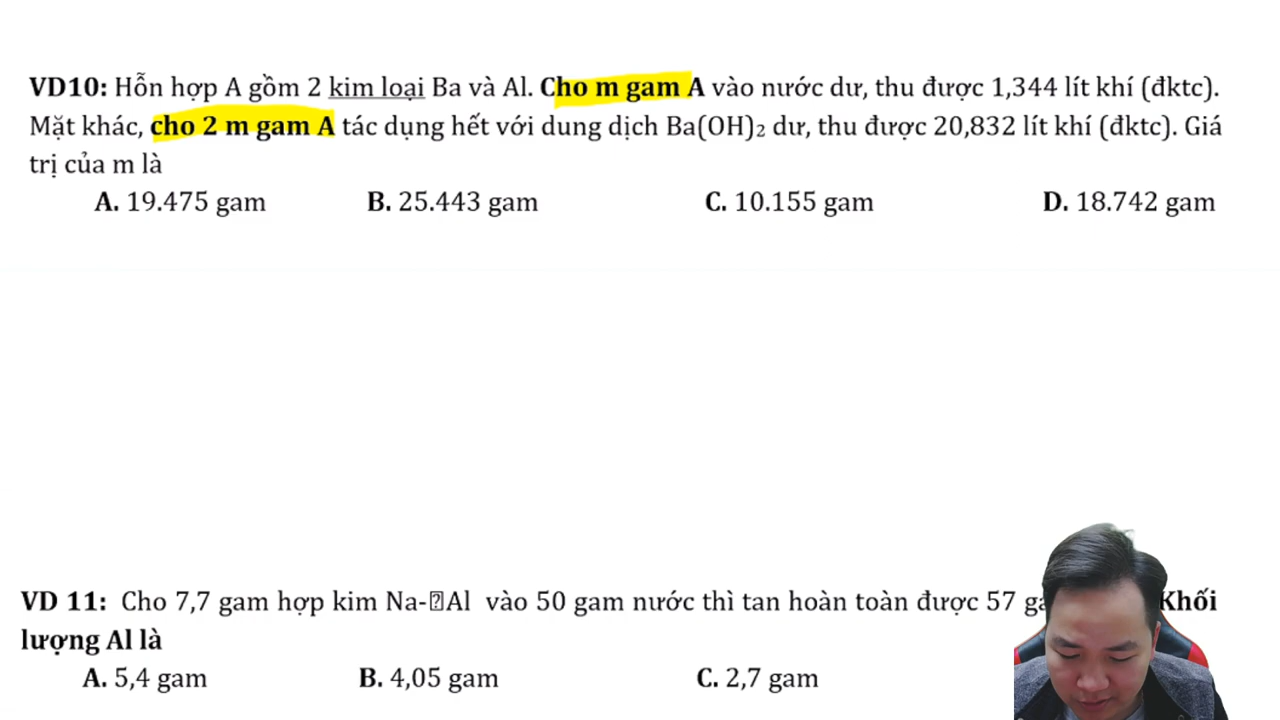 VD10: Hỗn hợp A gồm 2 kim loại Ba và Al. Cho m gam A vào nước dư, thu được 1,344 lít khí (đktc).
Mặt khác, cho 2 m gam A tác dụng hết với dung dịch Ba(OH)₂ dư, thu được 20,832 lít khí (đktc). Giá
trị của m là
A. 19.475 gam B. 25.443 gam C. 10.155 gam D. 18.742 gam
VD 11: Cho 7,7 gam hợp kim Na-Al vào 50 gam nước thì tan hoàn toàn được 57 Khối
lượng Al là
A. 5,4 gam B. 4,05 gam C. 2,7 gam